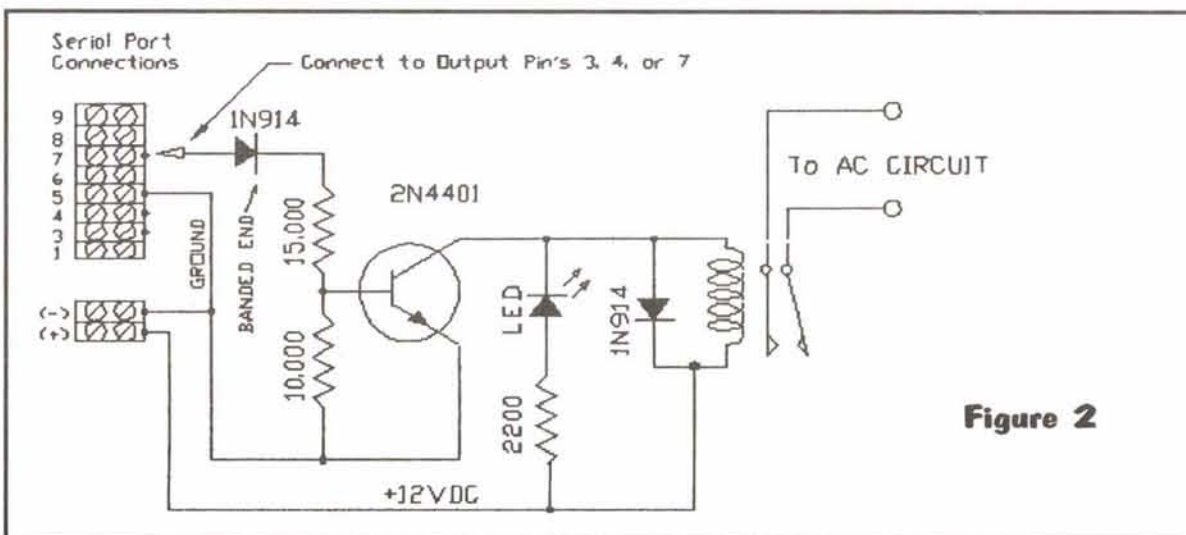 Serial Port
Connections
Connect to Output Pin's 3, 4, or 7
9
8
7
6
5
4
3
1
1N914
BANDED END
GROUND
15,000
10,000
2N4401
LED
2200
1N914
To AC CIRCUIT
(-)
(+)
+12VDC
Figure 2